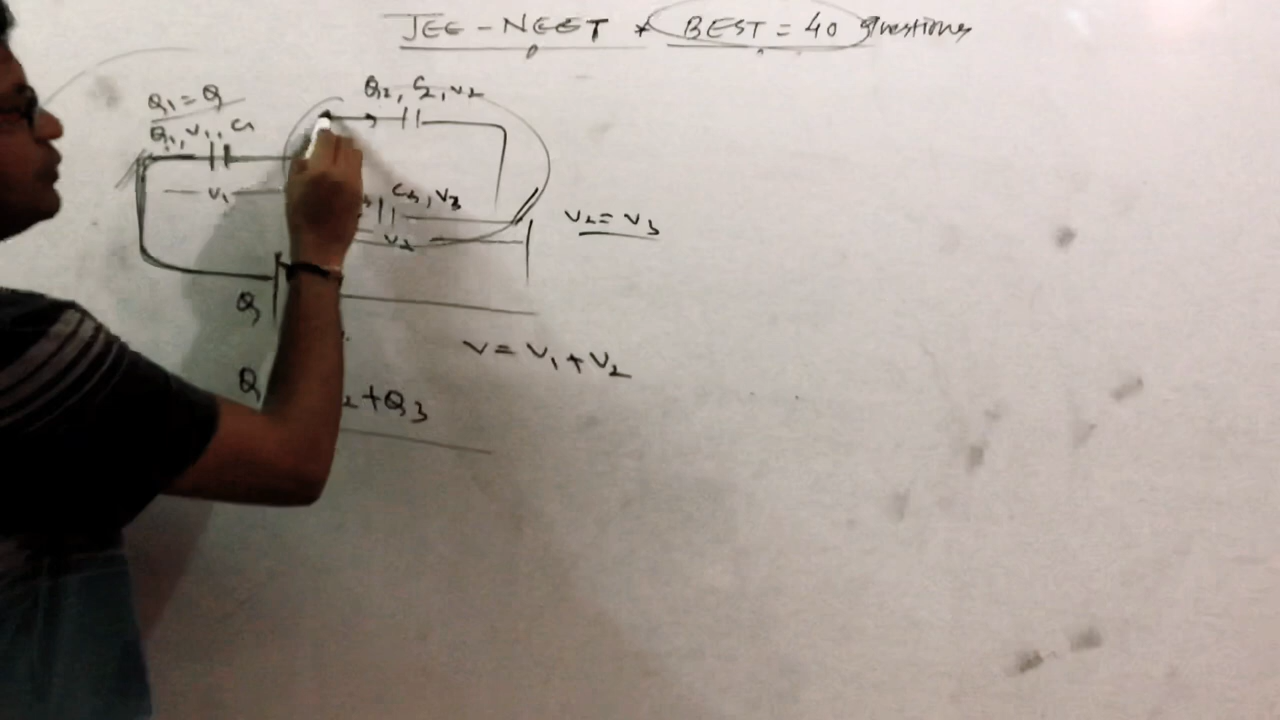 JEE - NEET * BEST = 40 Questions
Q2, C2, V2
Q1 = Q
Q1, V1, C1
V1
C3, V3
V2
V2 = V3
Q
V = V1 + V2
Q 2 + Q3